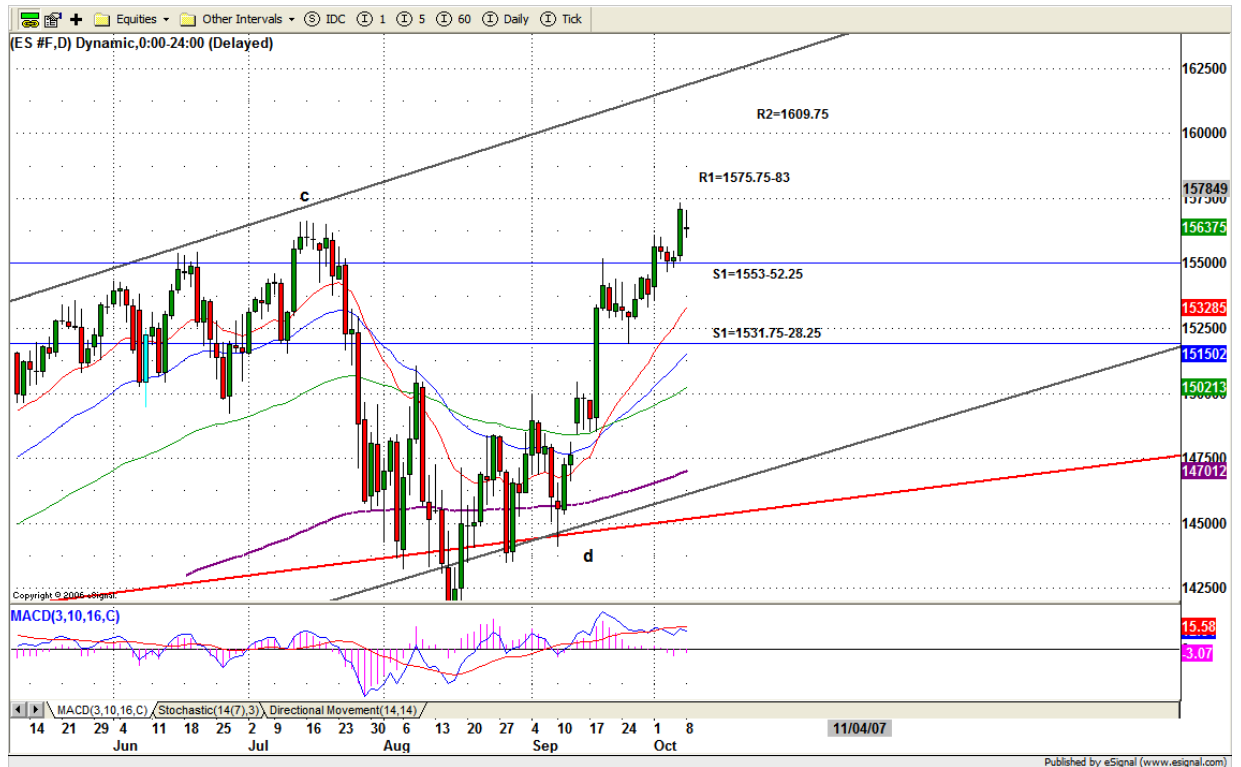 Equities Other Intervals S IDC I 1 I 5 I 60 I Daily I Tick
(ES #F,D) Dynamic,0:00-24:00 (Delayed)
162500
R2=1609.75
160000
R1=1575.75-83
c
157849
157500
156375
155000
S1=1553-52.25
153285
152500
S1=1531.75-28.25
151502
150213
147500
147012
145000
d
142500
Copyright © 2006 eSignal.
MACD(3,10,16,C)
15.58
-3.07
MACD(3,10,16,C) Stochastic(14(7),3) Directional Movement(14,14)
14 21 29 4 11 18 25 2 9 16 23 30 6 13 20 27 4 10 17 24 1 8 11/04/07
Jun Jul Aug Sep Oct
Published by eSignal (www.esignal.com)